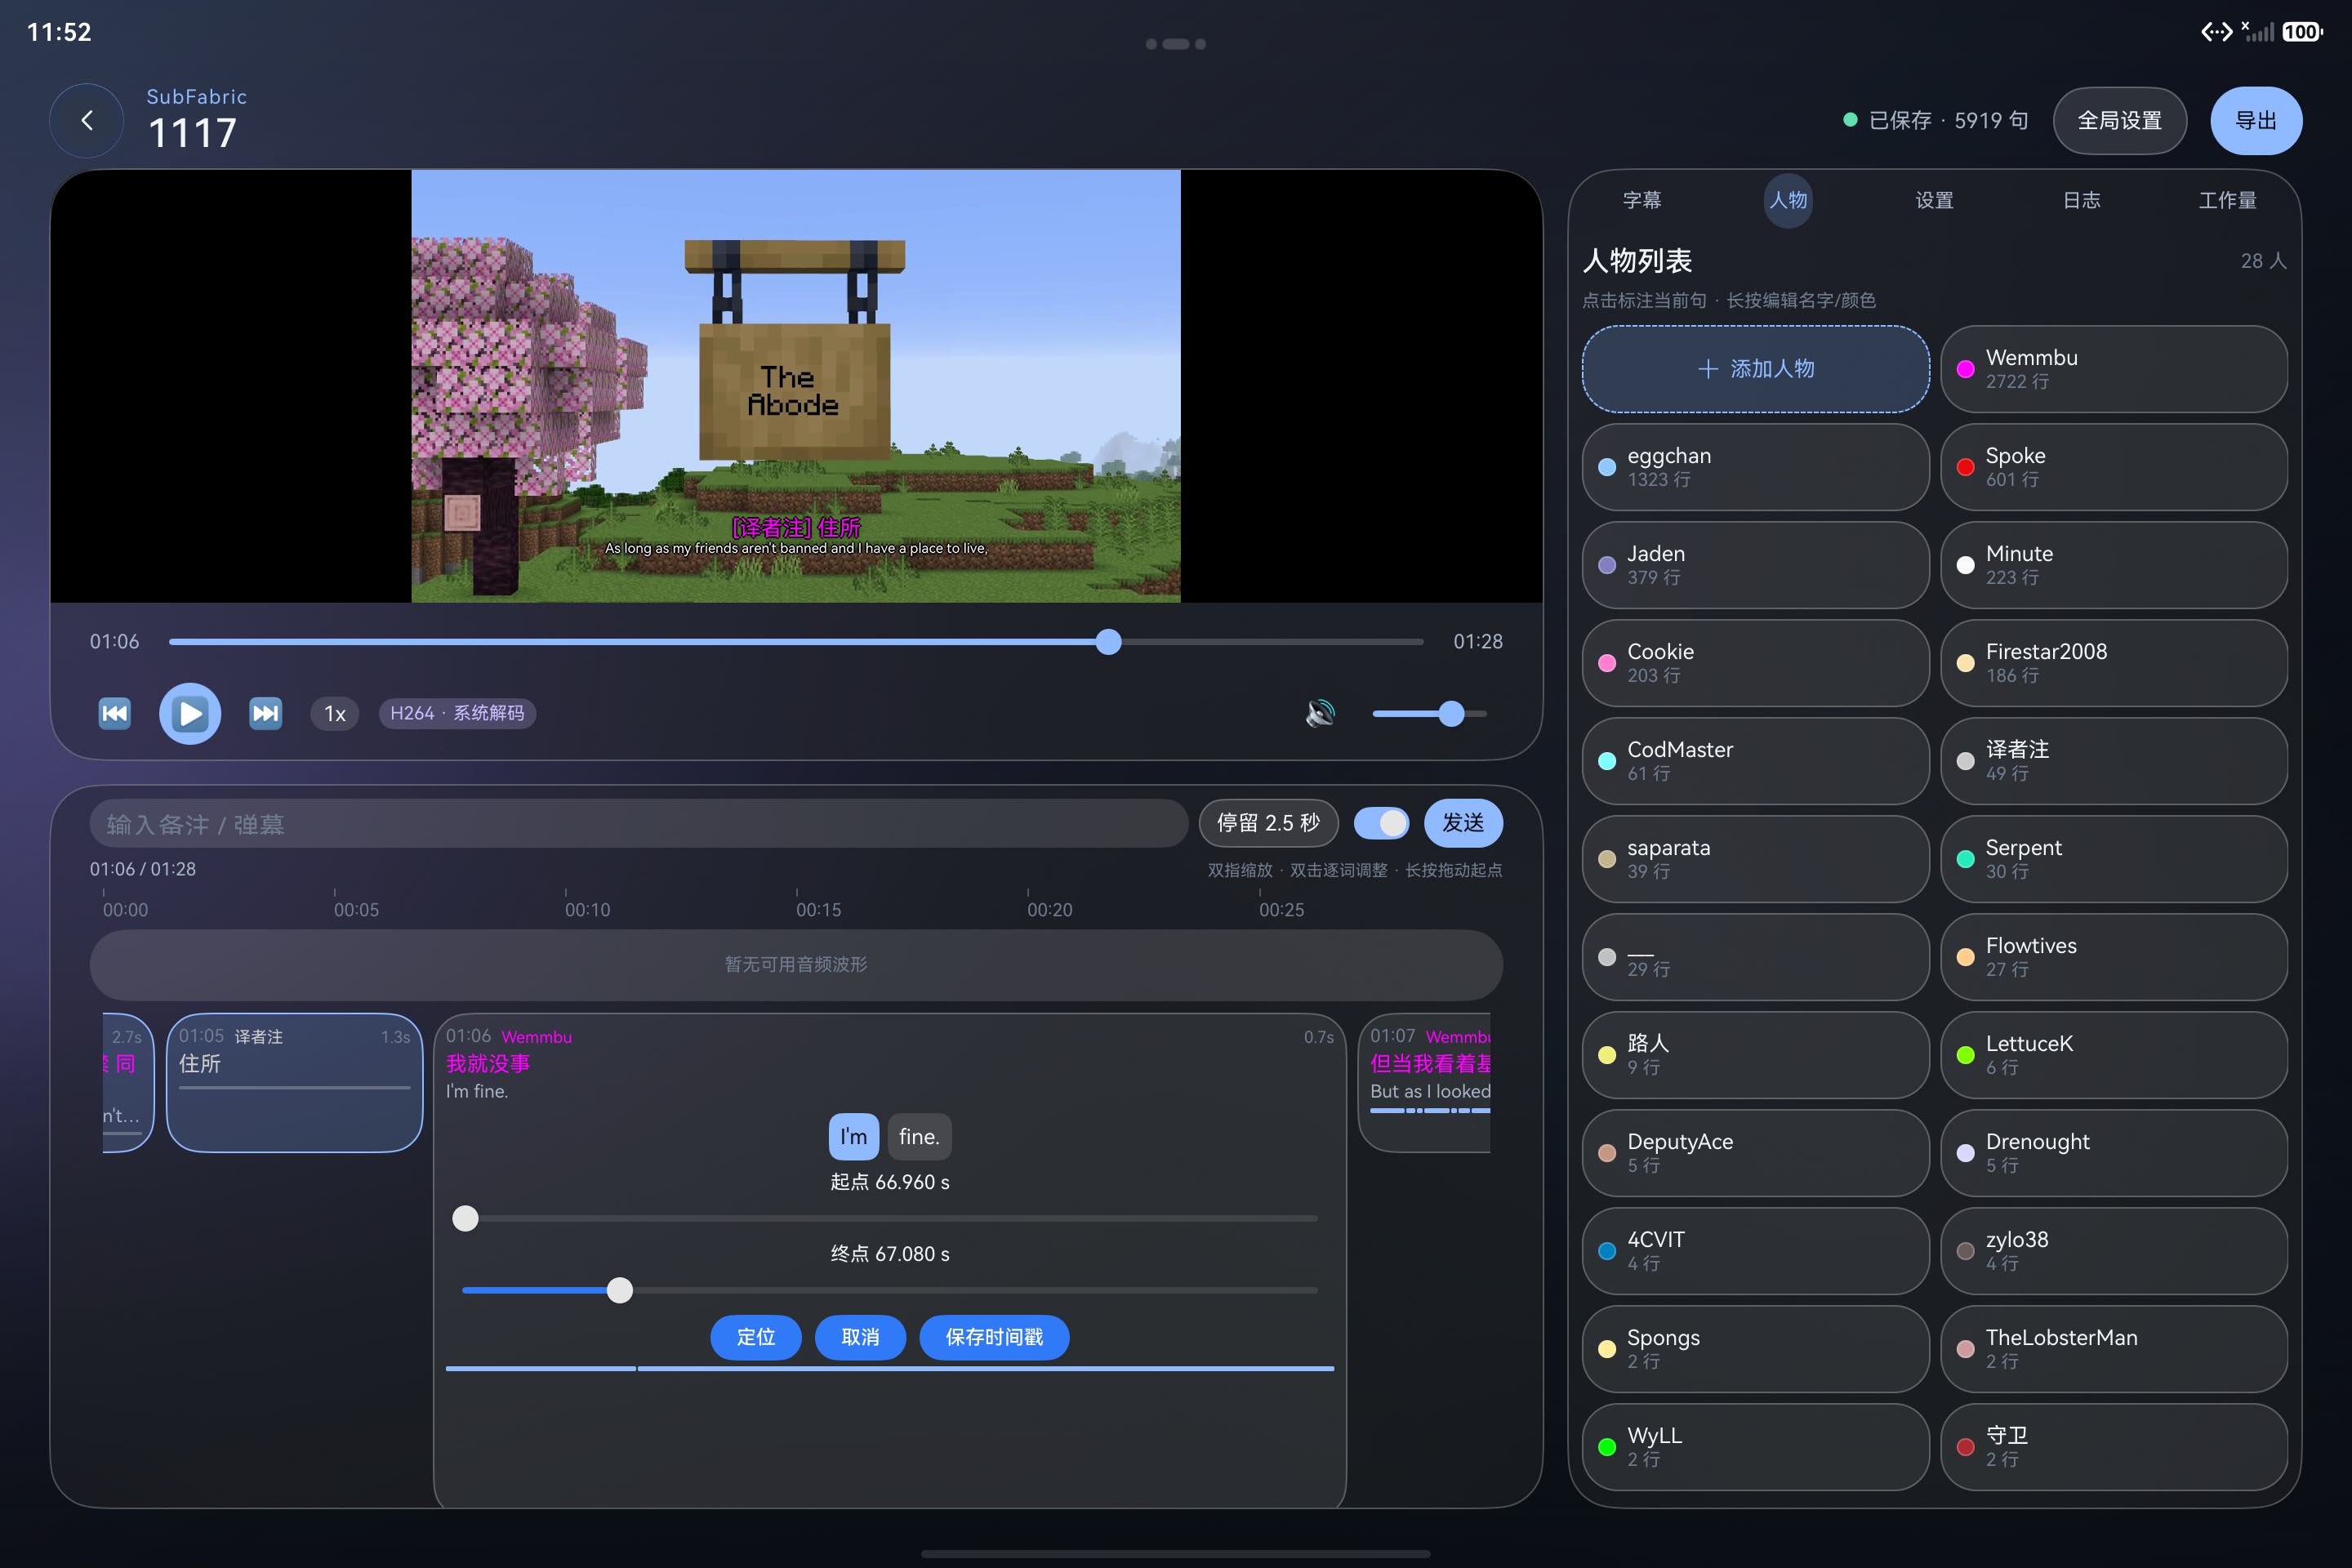 11:52
100
SubFabric
1117
已保存 · 5919 句
全局设置
导出
The
Abode
[译者注] 住所
As long as my friends aren't banned and I have a place to live,
01:06
01:28
1x
H264 · 系统解码
输入备注 / 弹幕
停留 2.5 秒
发送
01:06 / 01:28
双指缩放 · 双击逐词调整 · 长按拖动起点
00:00
00:05
00:10
00:15
00:20
00:25
暂无可用音频波形
2.7s
同
n't...
01:05 译者注 1.3s
住所
01:06 Wemmbu 0.7s
我就没事
I'm fine.
I'm
fine.
起点 66.960 s
终点 67.080 s
定位
取消
保存时间戳
01:07 Wemmbu
但当我看着基
But as I looked
字幕
人物
设置
日志
工作量
人物列表
28 人
点击标注当前句 · 长按编辑名字/颜色
+ 添加人物
Wemmbu
2722 行
eggchan
1323 行
Spoke
601 行
Jaden
379 行
Minute
223 行
Cookie
203 行
Firestar2008
186 行
CodMaster
61 行
译者注
49 行
saparata
39 行
Serpent
30 行
__
29 行
Flowtives
27 行
路人
9 行
LettuceK
6 行
DeputyAce
5 行
Drenought
5 行
4CVIT
4 行
zylo38
4 行
Spongs
2 行
TheLobsterMan
2 行
WyLL
2 行
守卫
2 行